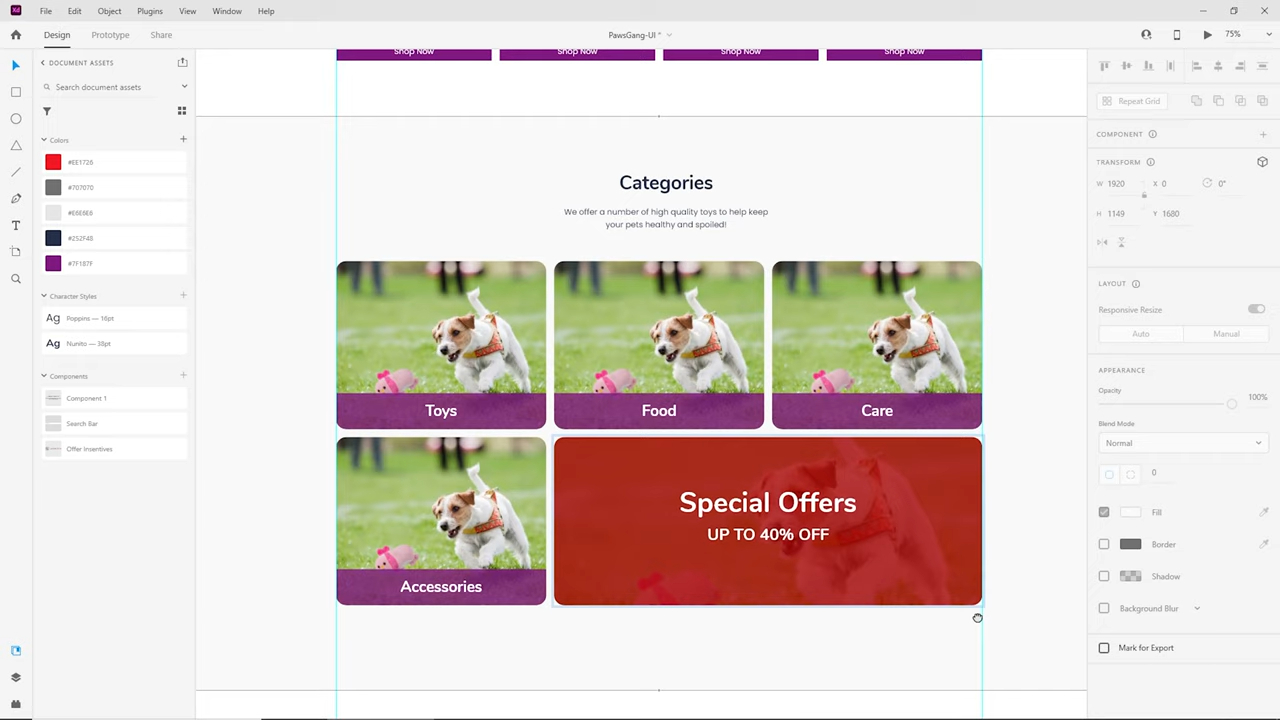 Xd File Edit Object Plugins View Window Help
Design Prototype Share PawsGang-UI * 75%
DOCUMENT ASSETS
Search document assets
Colors
#EE1726
#707070
#E6E6E6
#252F48
#7F187F
Character Styles
Ag Poppins — 16pt
Ag Nunito — 38pt
Components
Component 1
Search Bar
Offer Insentives
Shop Now Shop Now Shop Now Shop Now
Categories
We offer a number of high quality toys to help keep
your pets healthy and spoiled!
Toys Food Care
Accessories
Special Offers
UP TO 40% OFF
Repeat Grid
COMPONENT
TRANSFORM
W 1920 X 0 0°
H 1149 Y 1680
LAYOUT
Responsive Resize
Auto Manual
APPEARANCE
Opacity
100%
Blend Mode
Normal
0
Fill
Border
Shadow
Background Blur
Mark for Export